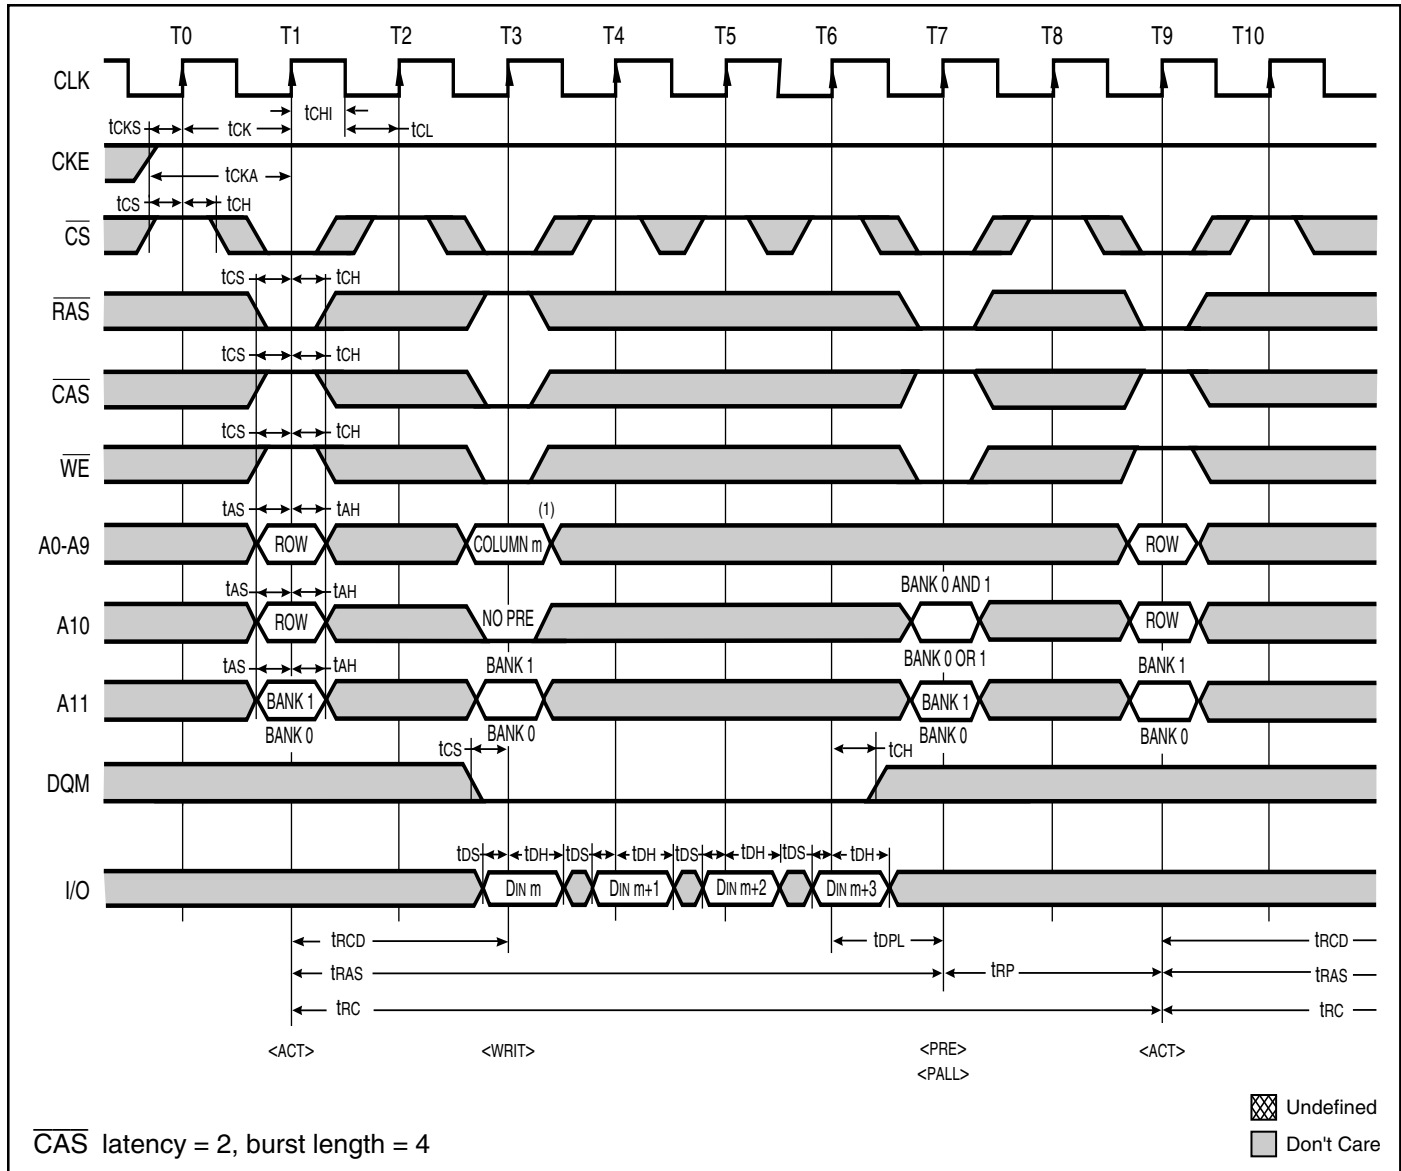 T0 T1 T2 T3 T4 T5 T6 T7 T8 T9 T10
CLK
tCHI
tCKS tCK tCL
CKE
tCKA
tCS tCH
CS
tCS tCH
RAS
tCS tCH
CAS
tCS tCH
WE
tAS tAH (1)
A0-A9 ROW COLUMN m ROW
tAS tAH BANK 0 AND 1
A10 ROW NO PRE ROW
BANK 0 OR 1
tAS tAH BANK 1 BANK 1
A11 BANK 1 BANK 1
BANK 0 BANK 0 BANK 0 BANK 0
tCS tCH
DQM
tDS tDH tDS tDH tDS tDH tDS tDH
I/O DIN m DIN m+1 DIN m+2 DIN m+3
tRCD tDPL tRCD
tRAS tRP tRAS
tRC tRC
<ACT> <WRIT> <PRE> <ACT>
<PALL>
Undefined
CAS latency = 2, burst length = 4 Don't Care